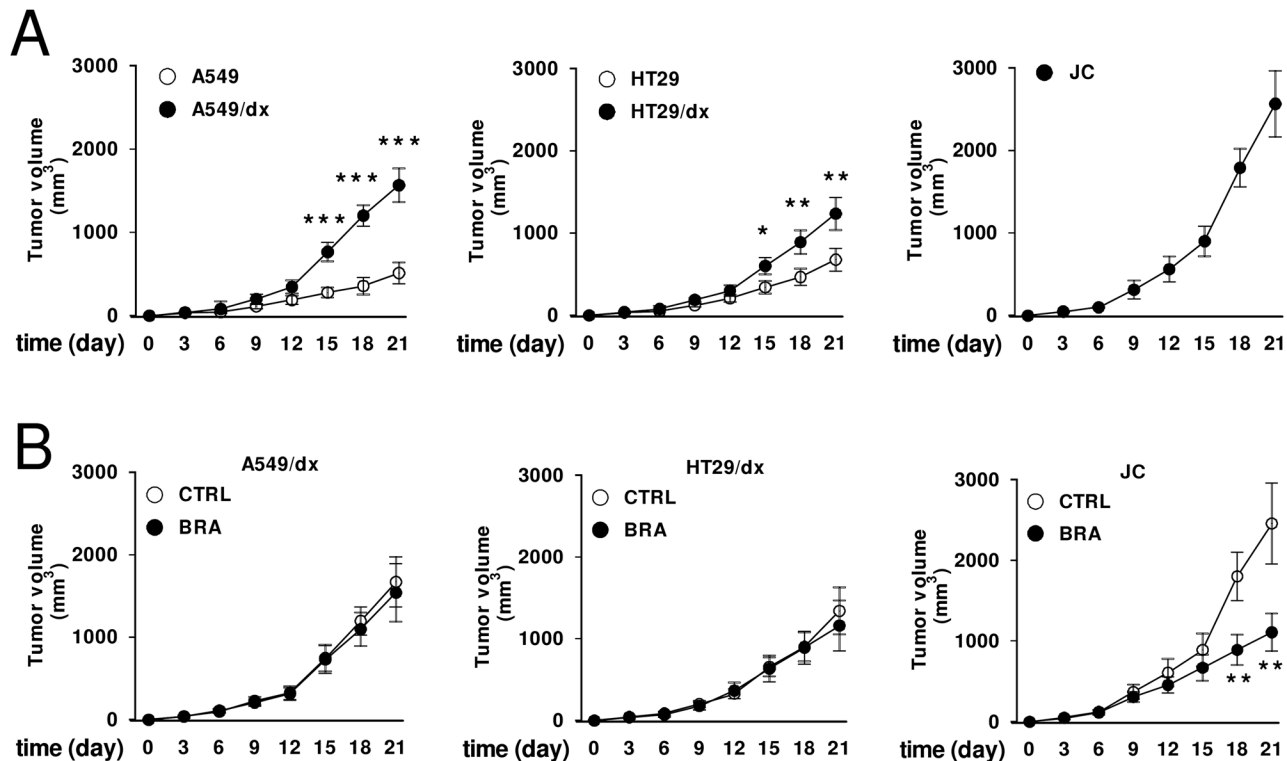 A
3000
2000
1000
0
Tumor volume
(mm3)
A549
A549/dx
***
***
***
time (day) 0 3 6 9 12 15 18 21
3000
2000
1000
0
Tumor volume
(mm3)
HT29
HT29/dx
*
**
**
0 3 6 9 12 15 18 21
3000
2000
1000
0
Tumor volume
(mm3)
JC
time (day) 0 3 6 9 12 15 18 21
B
A549/dx
3000
2000
1000
0
Tumor volume
(mm3)
CTRL
BRA
time (day) 0 3 6 9 12 15 18 21
HT29/dx
3000
2000
1000
0
Tumor volume
(mm3)
CTRL
BRA
time (day) 0 3 6 9 12 15 18 21
JC
3000
2000
1000
0
Tumor volume
(mm3)
CTRL
BRA
**
**
time (day) 0 3 6 9 12 15 18 21